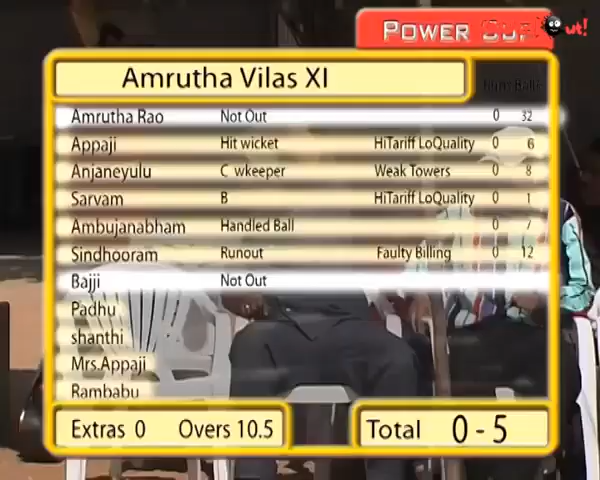 POWER CUP
Amrutha Vilas XI Runs Balls
Amrutha Rao Not Out 0 32
Appaji Hit wicket HiTariff LoQuality 0 6
Anjaneyulu C wkeeper Weak Towers 0 8
Sarvam B HiTariff LoQuality 0 1
Ambujanabham Handled Ball 0 7
Sindhooram Runout Faulty Billing 0 12
Bajji Not Out
Padhu
shanthi
Mrs.Appaji
Rambabu
Extras 0 Overs 10.5 Total 0 - 5